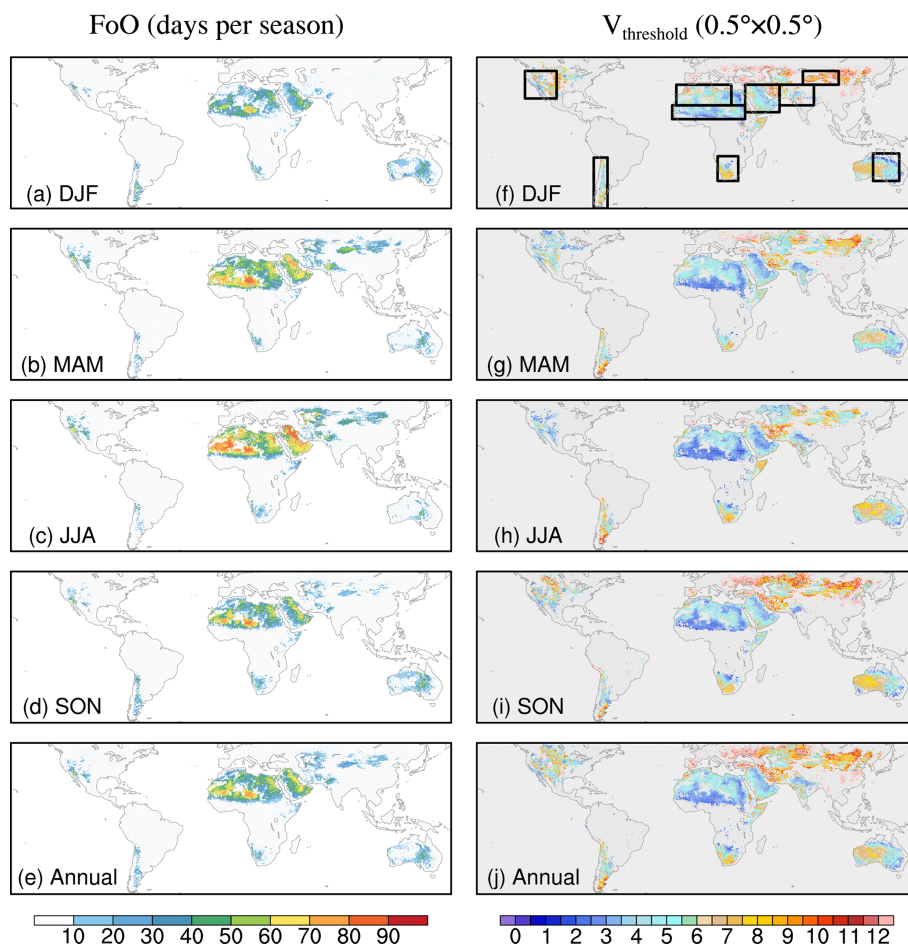 FoO (days per season)
V_threshold (0.5°×0.5°)
(a) DJF
(f) DJF
(b) MAM
(g) MAM
(c) JJA
(h) JJA
(d) SON
(i) SON
(e) Annual
(j) Annual
10 20 30 40 50 60 70 80 90
0 1 2 3 4 5 6 7 8 9 10 11 12